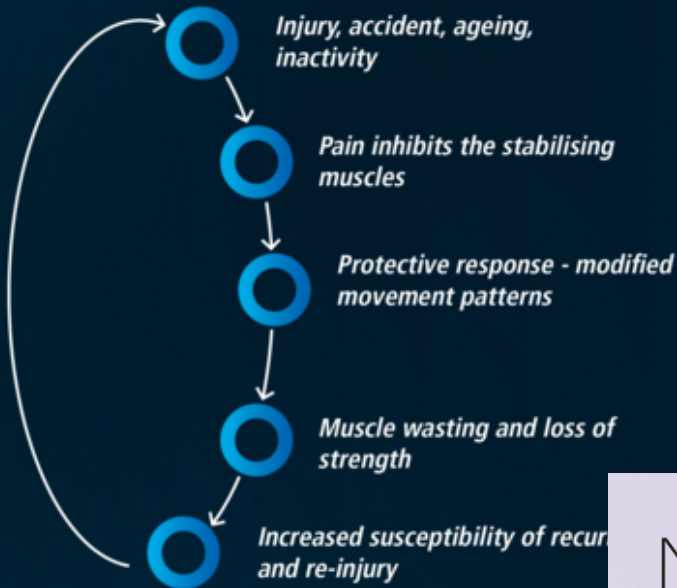 Injury, accident, ageing,
inactivity
Pain inhibits the stabilising
muscles
Protective response - modified
movement patterns
Muscle wasting and loss of
strength
Increased susceptibility of
and re-injury